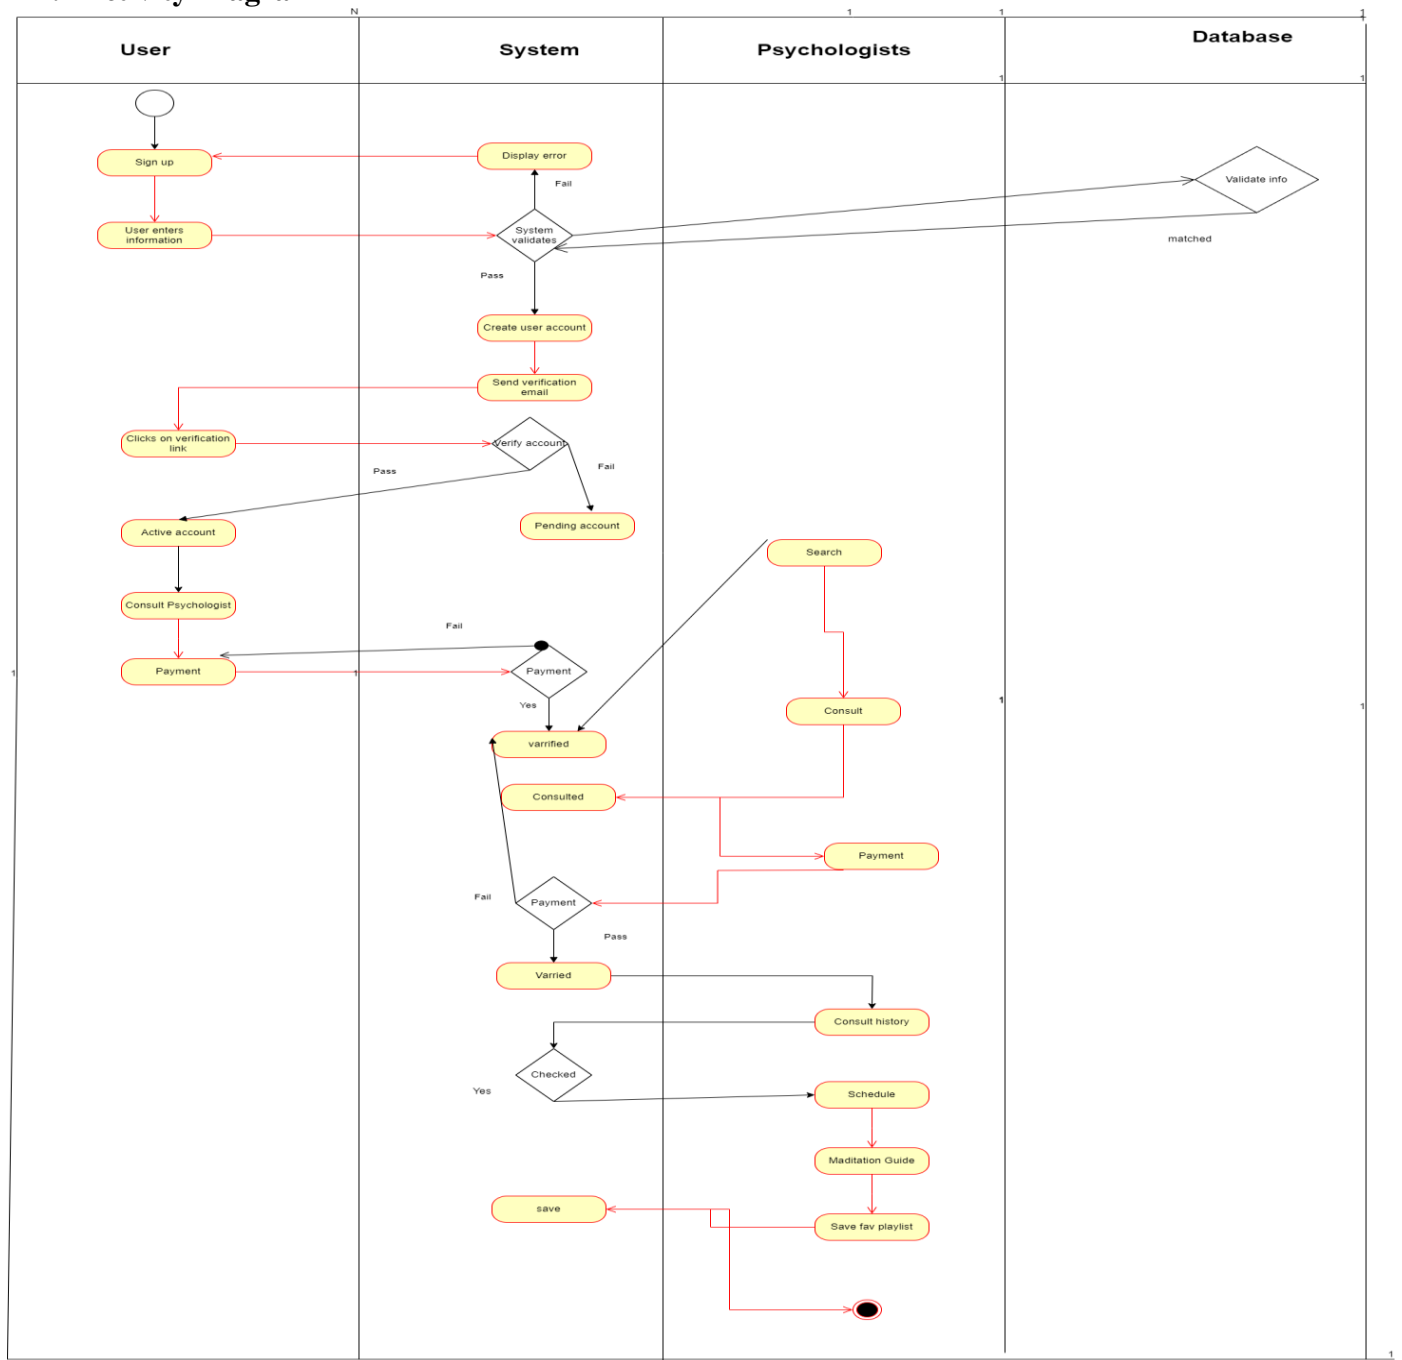 N
1
1
1
1
User
System
Psychologists
Database
1
1
Sign up
Display error
Fail
Validate info
User enters
information
System
validates
matched
Pass
Create user account
Send verification
email
Clicks on verification
link
Verify account
Pass
Fail
Active account
Pending account
Search
Consult Psychologist
Fail
Payment
Payment
1
1
1
1
Yes
Consult
varrified
Consulted
Payment
Fail
Payment
Pass
Varried
Consult history
Checked
Yes
Schedule
Maditation Guide
save
Save fav playlist
1